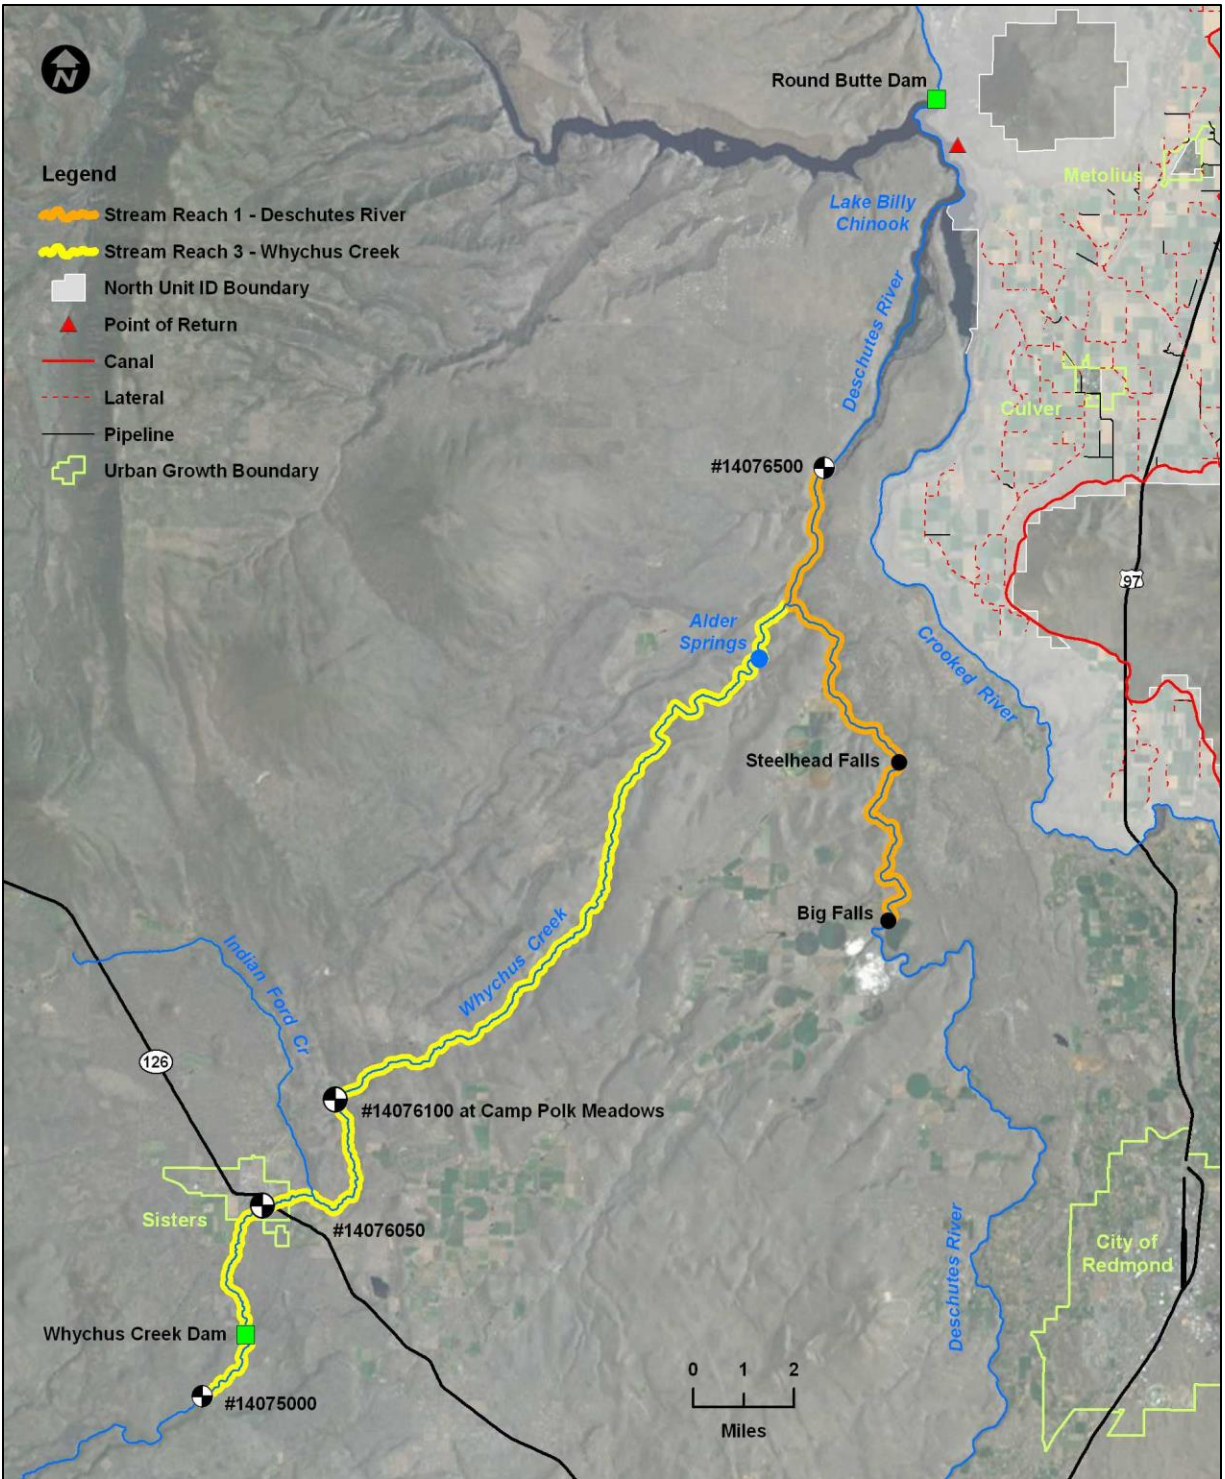 N
Round Butte Dam
Metolius
Legend
Stream Reach 1 - Deschutes River
Stream Reach 3 - Whychus Creek
North Unit ID Boundary
Point of Return
Canal
Lateral
Pipeline
Urban Growth Boundary
Lake Billy
Chinook
Deschutes River
Culver
#14076500
97
Alder
Springs
Crooked River
Steelhead Falls
Big Falls
Whychus Creek
Indian Ford Cr
126
#14076100 at Camp Polk Meadows
Sisters
#14076050
Deschutes River
City of
Redmond
Whychus Creek Dam
#14075000
0 1 2
Miles